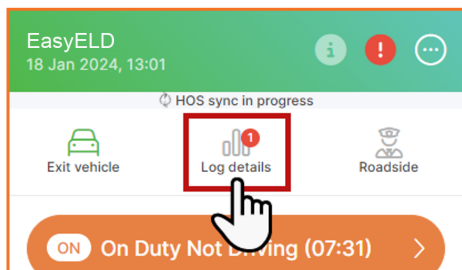 EasyELD
18 Jan 2024, 13:01
HOS sync in progress
1
Exit vehicle Log details Roadside
ON On Duty Not Driving (07:31)